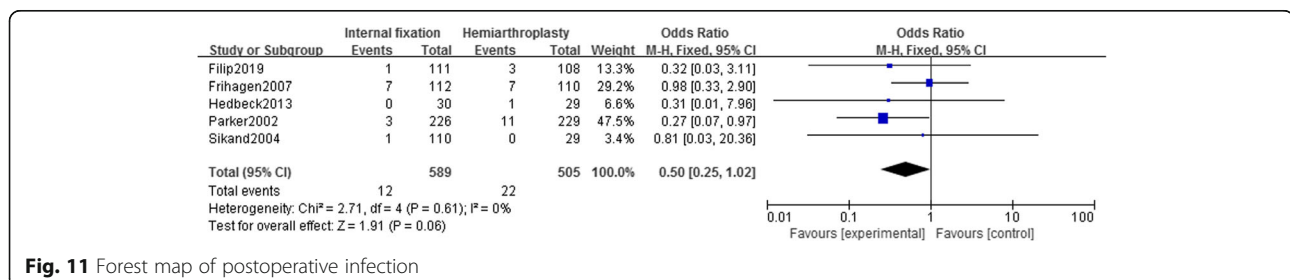 Internal fixation Hemiarthroplasty Odds Ratio Odds Ratio
Study or Subgroup Events Total Events Total Weight M-H, Fixed, 95% CI M-H, Fixed, 95% CI
Filip2019 1 111 3 108 13.3% 0.32 [0.03, 3.11]
Frihagen2007 7 112 7 110 29.2% 0.98 [0.33, 2.90]
Hedbeck2013 0 30 1 29 6.6% 0.31 [0.01, 7.96]
Parker2002 3 226 11 229 47.5% 0.27 [0.07, 0.97]
Sikand2004 1 110 0 29 3.4% 0.81 [0.03, 20.36]
Total (95% CI) 589 505 100.0% 0.50 [0.25, 1.02]
Total events 12 22
Heterogeneity: Chi² = 2.71, df = 4 (P = 0.61); I² = 0%
Test for overall effect: Z = 1.91 (P = 0.06)
0.01 0.1 1 10 100
Favours [experimental] Favours [control]
Fig. 11 Forest map of postoperative infection